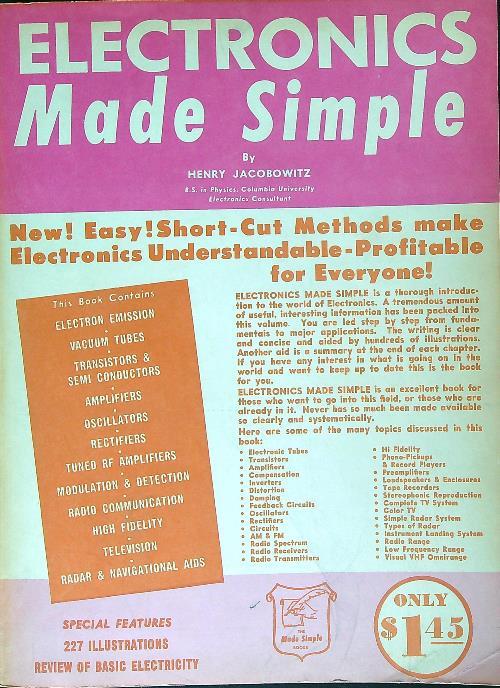 ELECTRONICS
Made Simple
By
HENRY JACOBOWITZ
B.S. in Physics, Columbia University
Electronics Consultant
New! Easy! Short-Cut Methods make
Electronics Understandable-Profitable
for Everyone!
This Book Contains
ELECTRON EMISSION
VACUUM TUBES
TRANSISTORS &
SEMI CONDUCTORS
AMPLIFIERS
OSCILLATORS
RECTIFIERS
TUNED RF AMPLIFIERS
MODULATION & DETECTION
RADIO COMMUNICATION
HIGH FIDELITY
TELEVISION
RADAR & NAVIGATIONAL AIDS
ELECTRONICS MADE SIMPLE is a thorough introduc-
tion to the world of Electronics. A tremendous amount
of useful, interesting information has been packed into
this volume. You are led step by step from funda-
mentals to major applications. The writing is clear
and concise and aided by hundreds of illustrations.
Another aid is a summary at the end of each chapter.
If you have any interest in what is going on in the
world and want to keep up to date this is the book
for you.
ELECTRONICS MADE SIMPLE is an excellent book for
those who want to go into this field, or those who are
already in it. Never has so much been made available
so clearly and systematically.
Here are some of the many topics discussed in this
book:
• Electronic Tubes
• Transistors
• Amplifiers
• Compensation
• Inverters
• Distortion
• Damping
• Feedback Circuits
• Oscillators
• Rectifiers
• Circuits
• AM & FM
• Radio Spectrum
• Radio Receivers
• Radio Transmitters
• Hi Fidelity
• Phono-Pickups
& Record Players
• Preamplifiers
• Loudspeakers & Enclosures
• Tape Recorders
• Stereophonic Reproduction
• Complete TV System
• Color TV
• Simple Radar System
• Types of Radar
• Instrument Landing System
• Radio Range
• Low Frequency Range
• Visual VHF Omnirange
SPECIAL FEATURES
227 ILLUSTRATIONS
REVIEW OF BASIC ELECTRICITY
THE
Made Simple
BOOKS
ONLY
$1.45